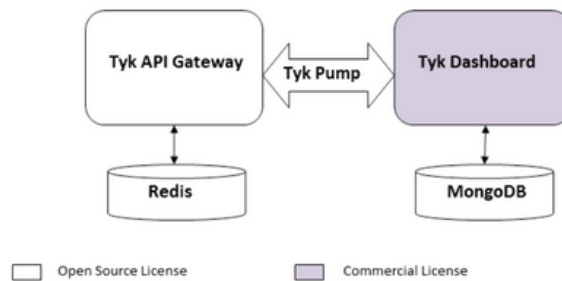 Tyk API Gateway
Tyk Pump
Tyk Dashboard
Redis
MongoDB
Open Source License
Commercial License